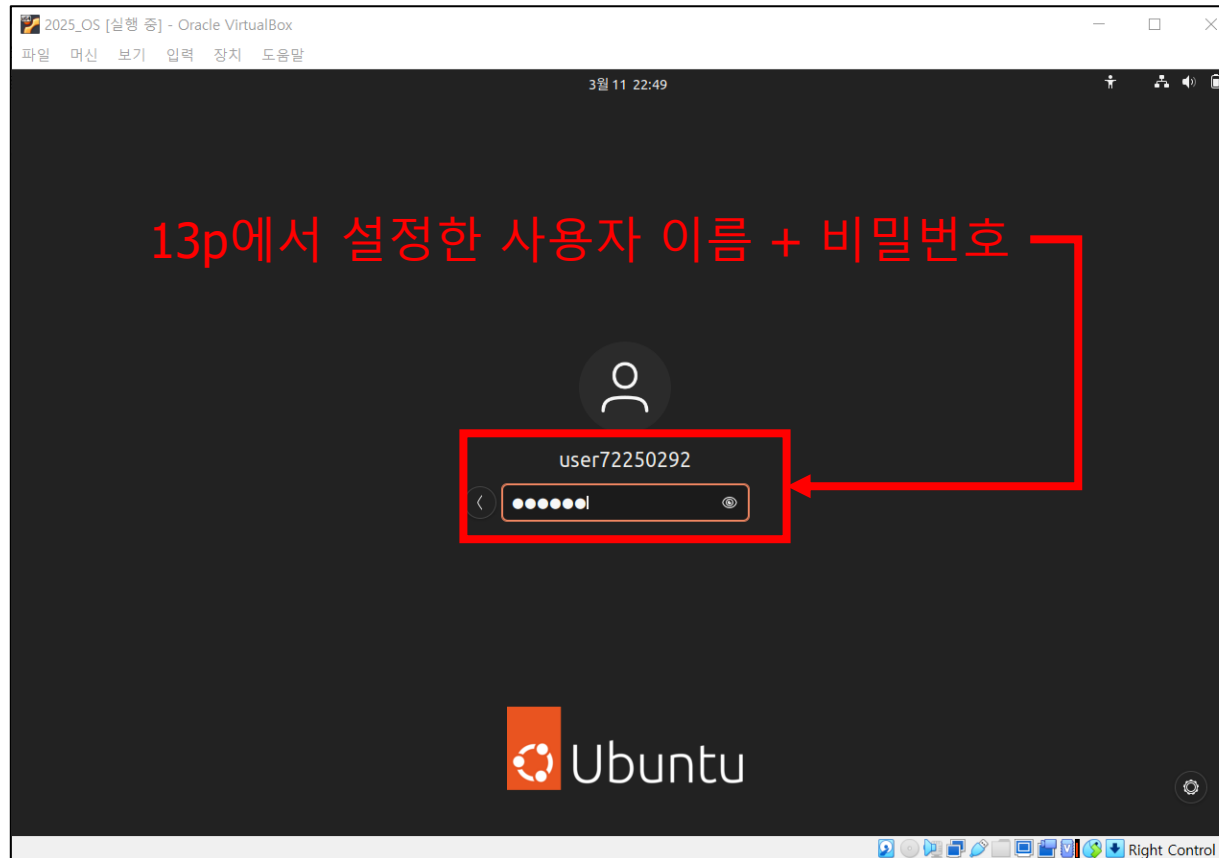 2025_OS [실행 중] - Oracle VirtualBox
파일 머신 보기 입력 장치 도움말
3월 11 22:49
13p에서 설정한 사용자 이름 + 비밀번호
user72250292
Ubuntu
Right Control